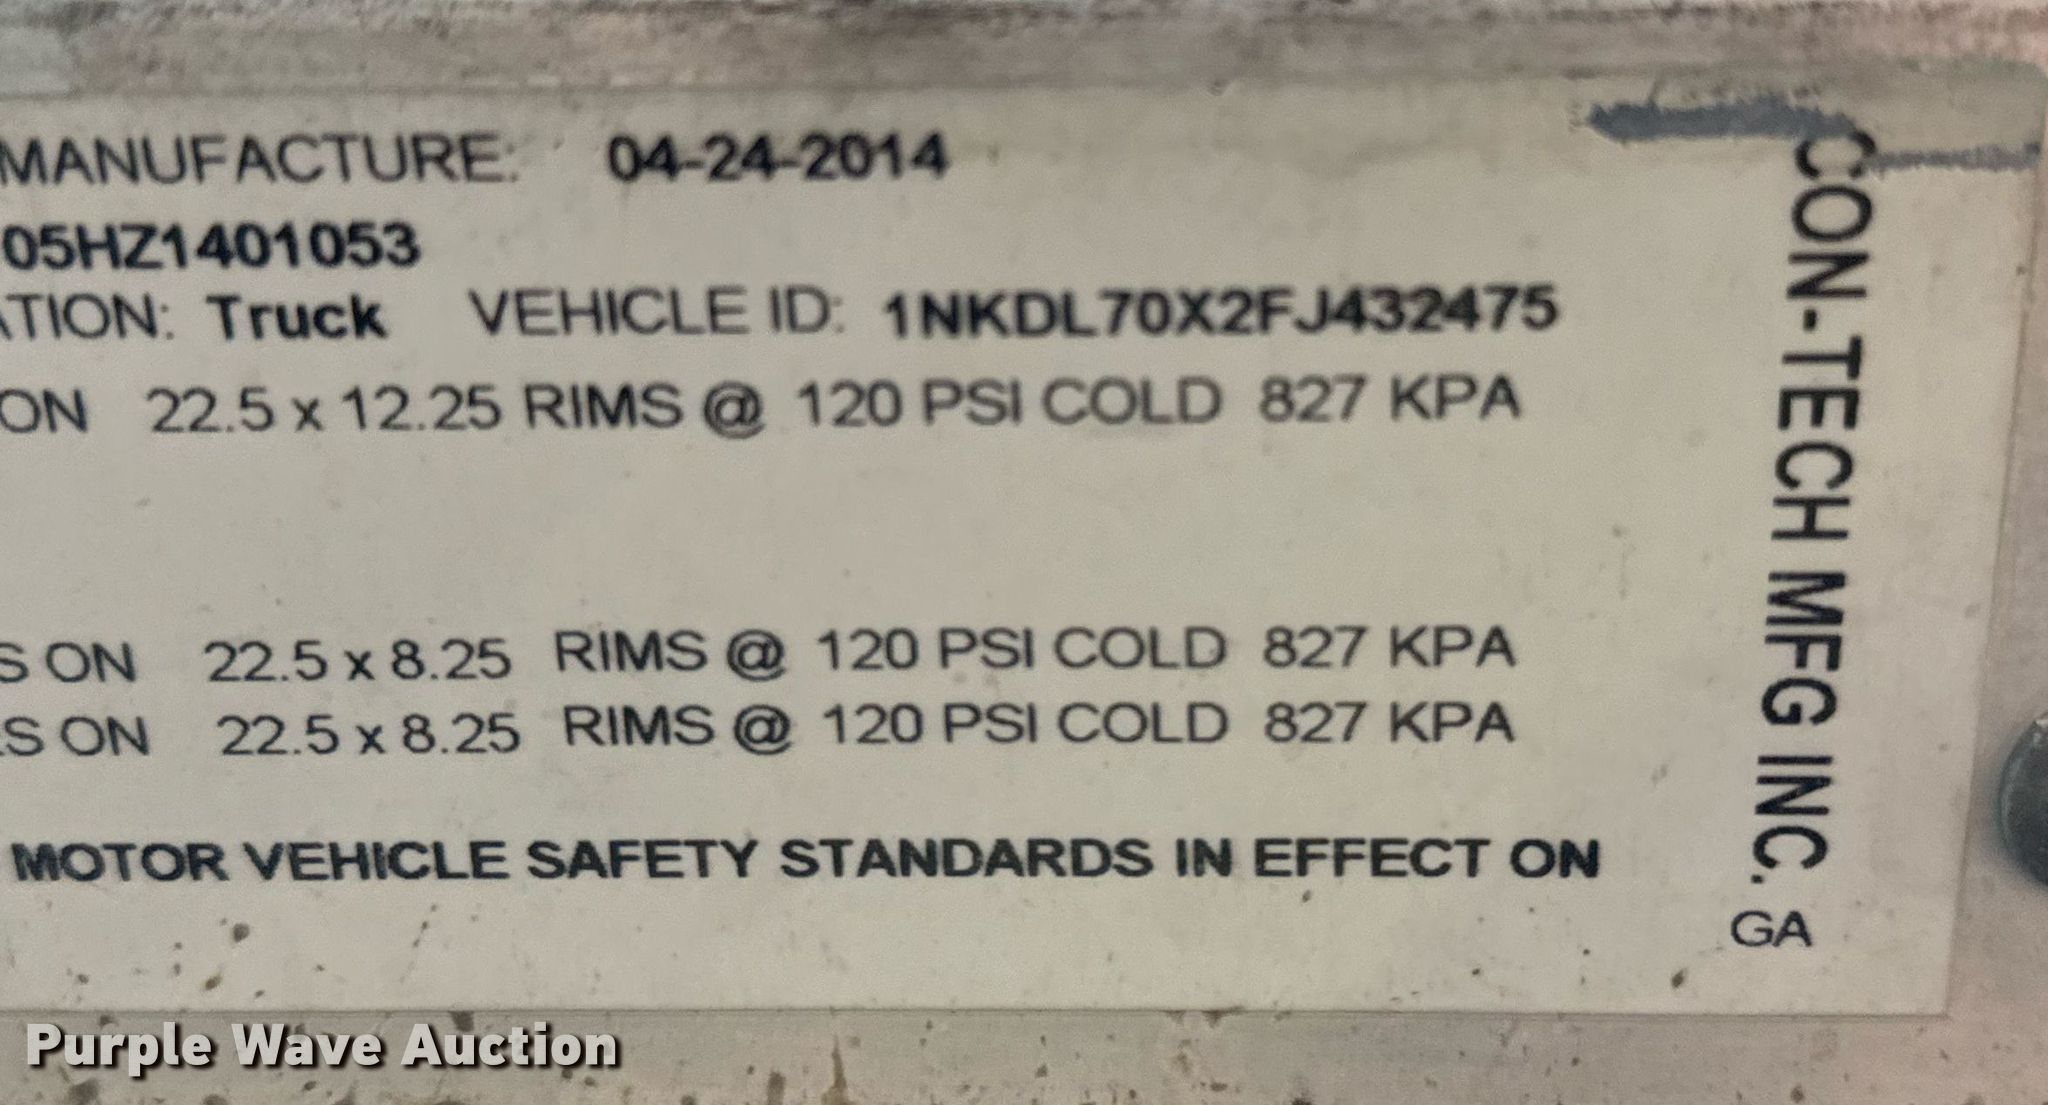 MANUFACTURE: 04-24-2014
05HZ1401053
ATION: Truck VEHICLE ID: 1NKDL70X2FJ432475
ON 22.5 x 12.25 RIMS @ 120 PSI COLD 827 KPA
S ON 22.5 x 8.25 RIMS @ 120 PSI COLD 827 KPA
S ON 22.5 x 8.25 RIMS @ 120 PSI COLD 827 KPA
MOTOR VEHICLE SAFETY STANDARDS IN EFFECT ON
CON-TECH MFG INC.
GA
Purple Wave Auction